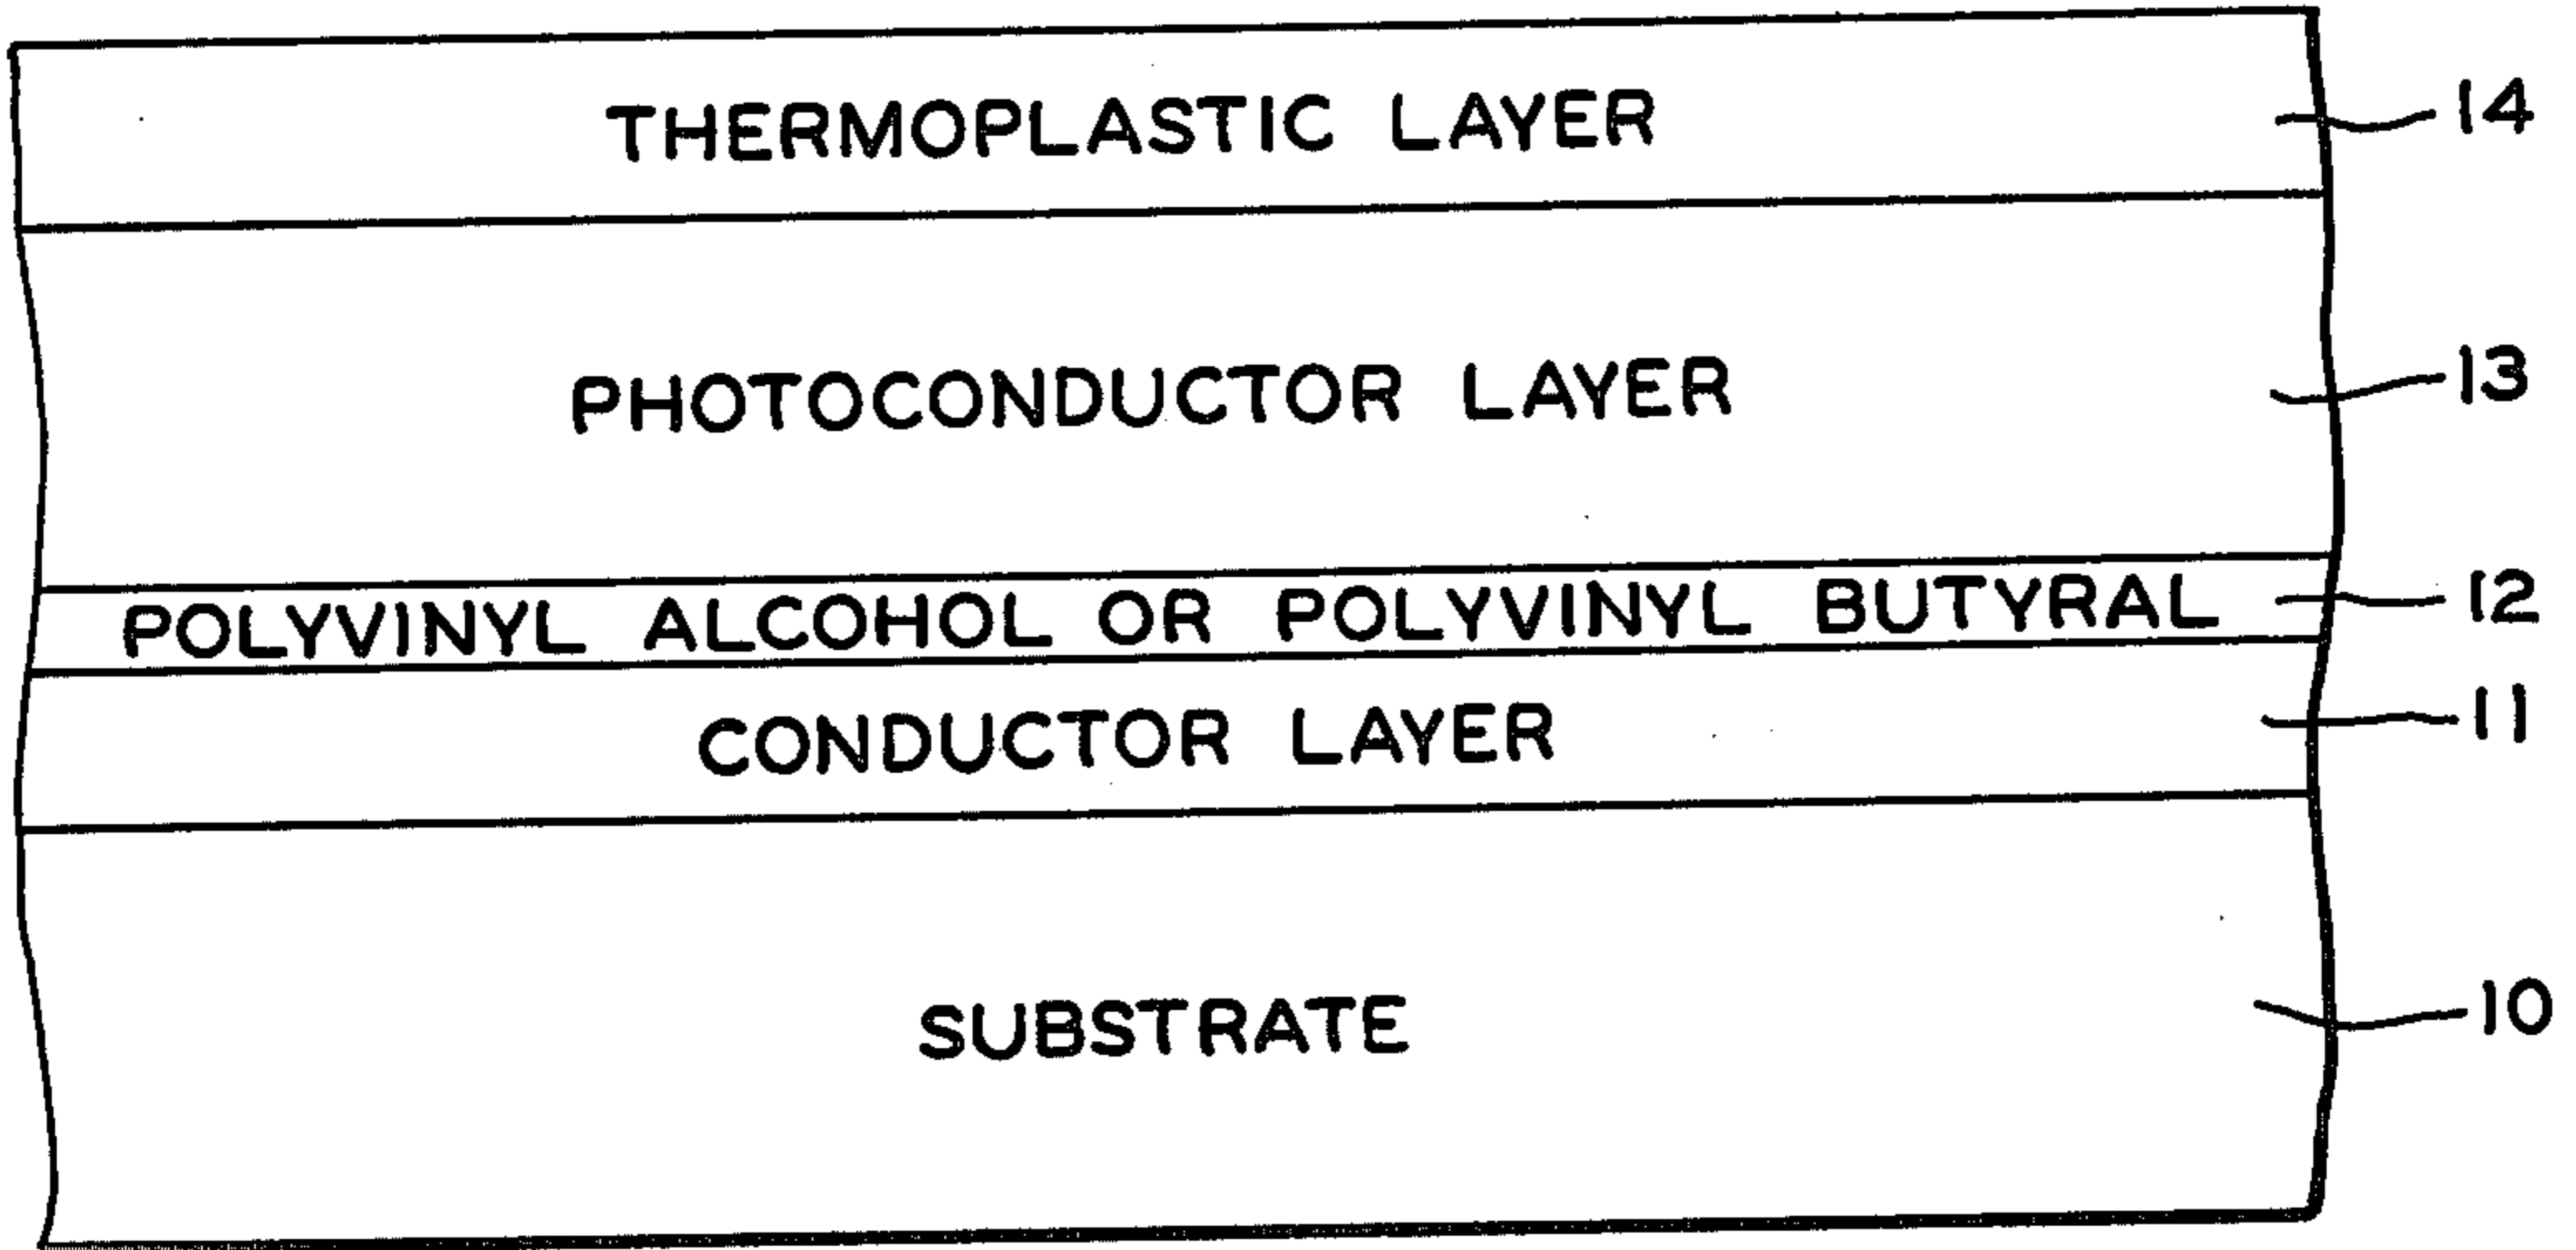 THERMOPLASTIC LAYER 14
PHOTOCONDUCTOR LAYER 13
POLYVINYL ALCOHOL OR POLYVINYL BUTYRAL 12
CONDUCTOR LAYER 11
SUBSTRATE 10